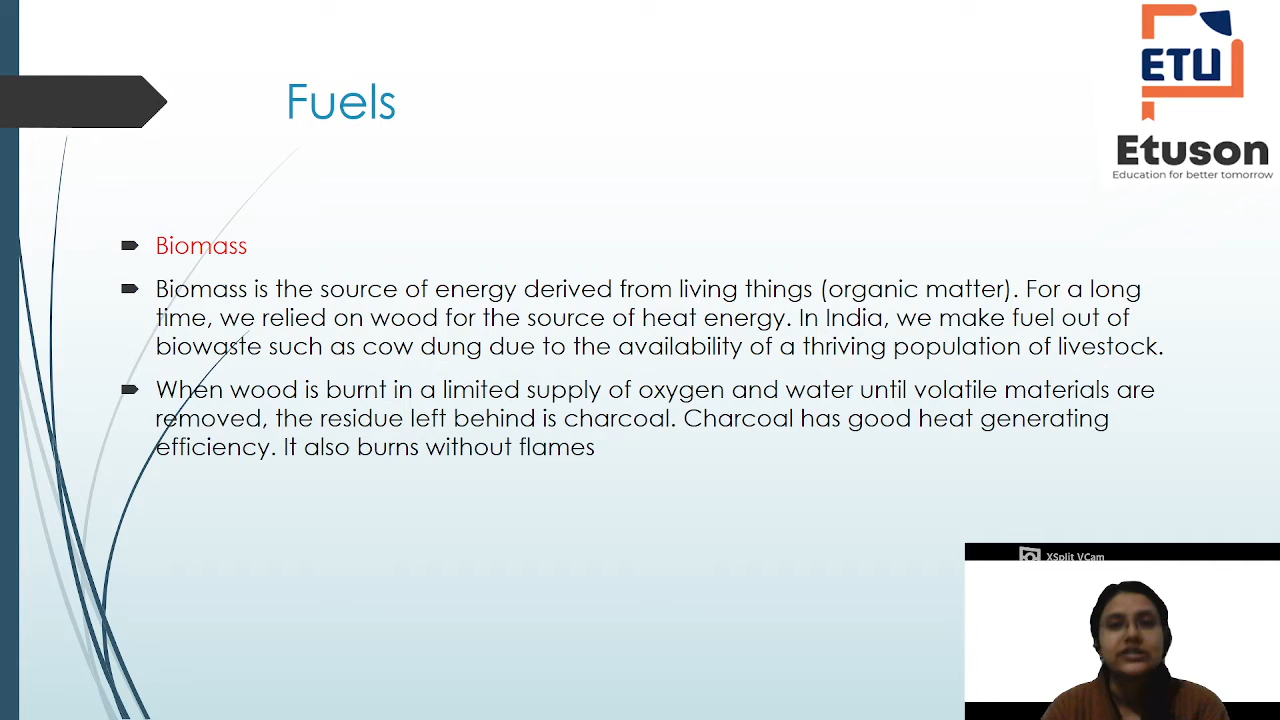 ETU
Etuson
Education for better tomorrow
Fuels
Biomass
Biomass is the source of energy derived from living things (organic matter). For a long
time, we relied on wood for the source of heat energy. In India, we make fuel out of
biowaste such as cow dung due to the availability of a thriving population of livestock.
When wood is burnt in a limited supply of oxygen and water until volatile materials are
removed, the residue left behind is charcoal. Charcoal has good heat generating
efficiency. It also burns without flames
XSplit VCam